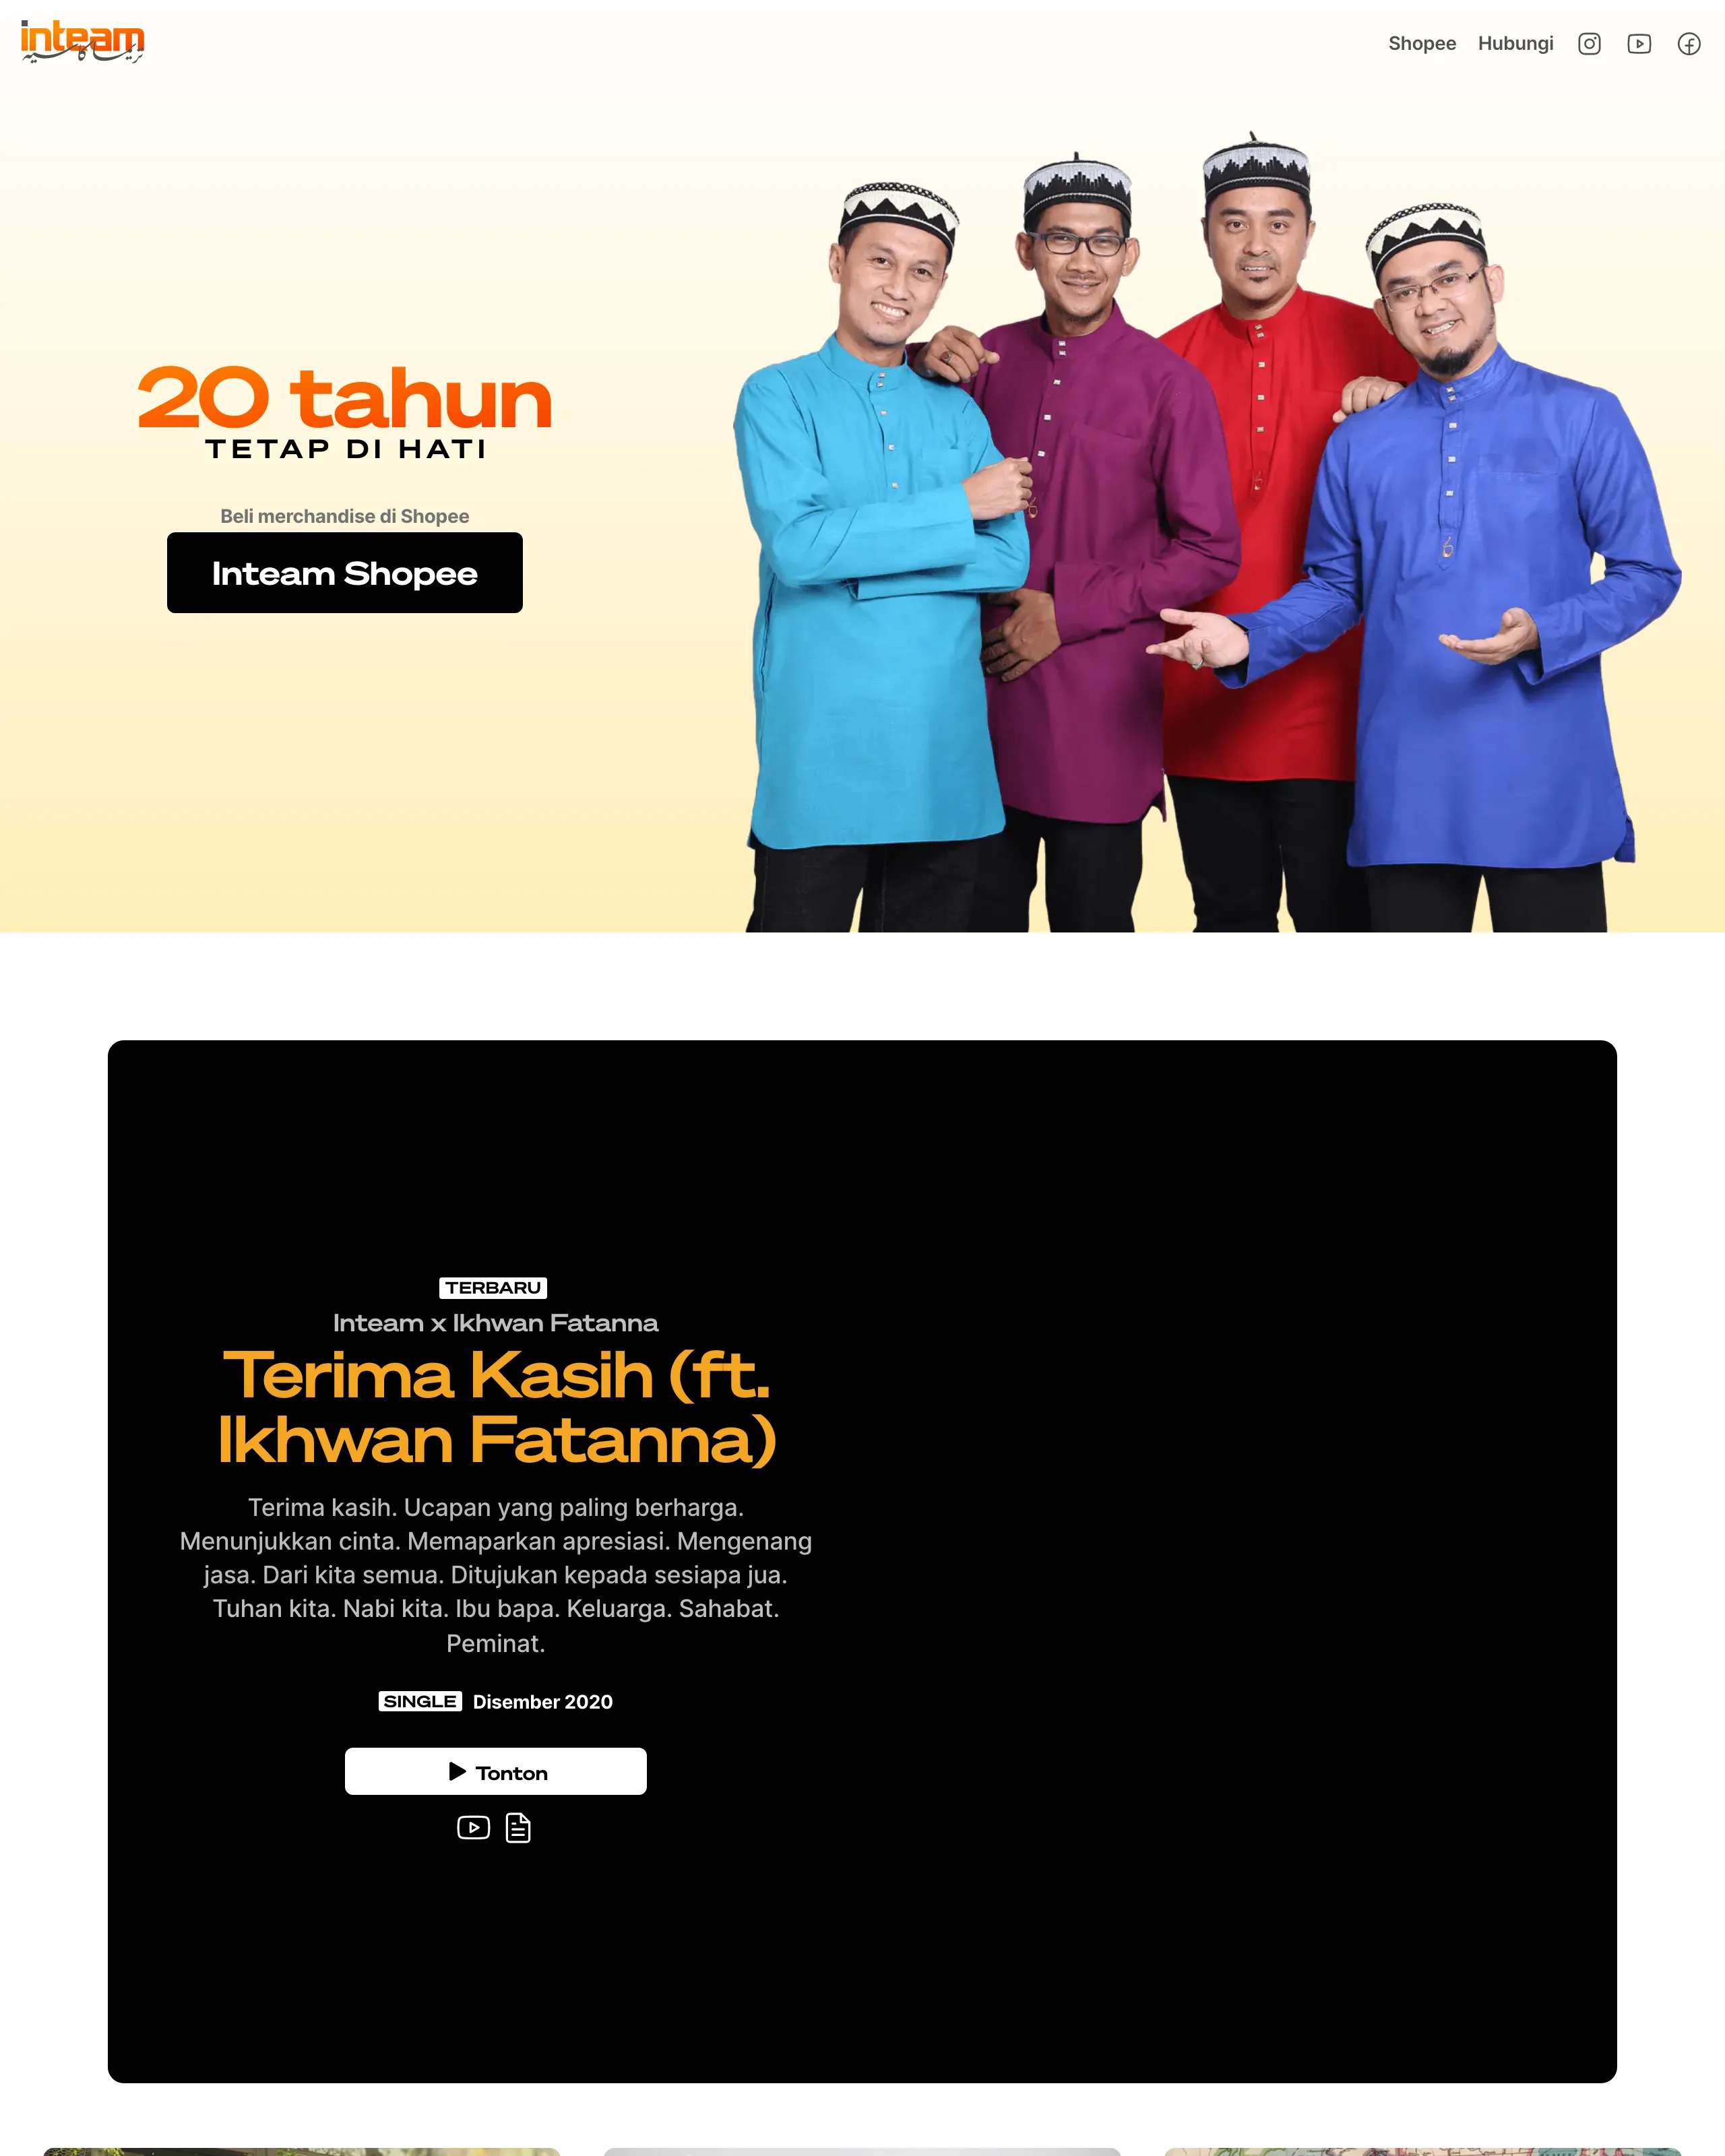 inteam
تريما كاسيه
Shopee
Hubungi
20 tahun
TETAP DI HATI
Beli merchandise di Shopee
Inteam Shopee
TERBARU
Inteam x Ikhwan Fatanna
Terima Kasih (ft.
Ikhwan Fatanna)
Terima kasih. Ucapan yang paling berharga.
Menunjukkan cinta. Memaparkan apresiasi. Mengenang
jasa. Dari kita semua. Ditujukan kepada sesiapa jua.
Tuhan kita. Nabi kita. Ibu bapa. Keluarga. Sahabat.
Peminat.
SINGLE Disember 2020
Tonton